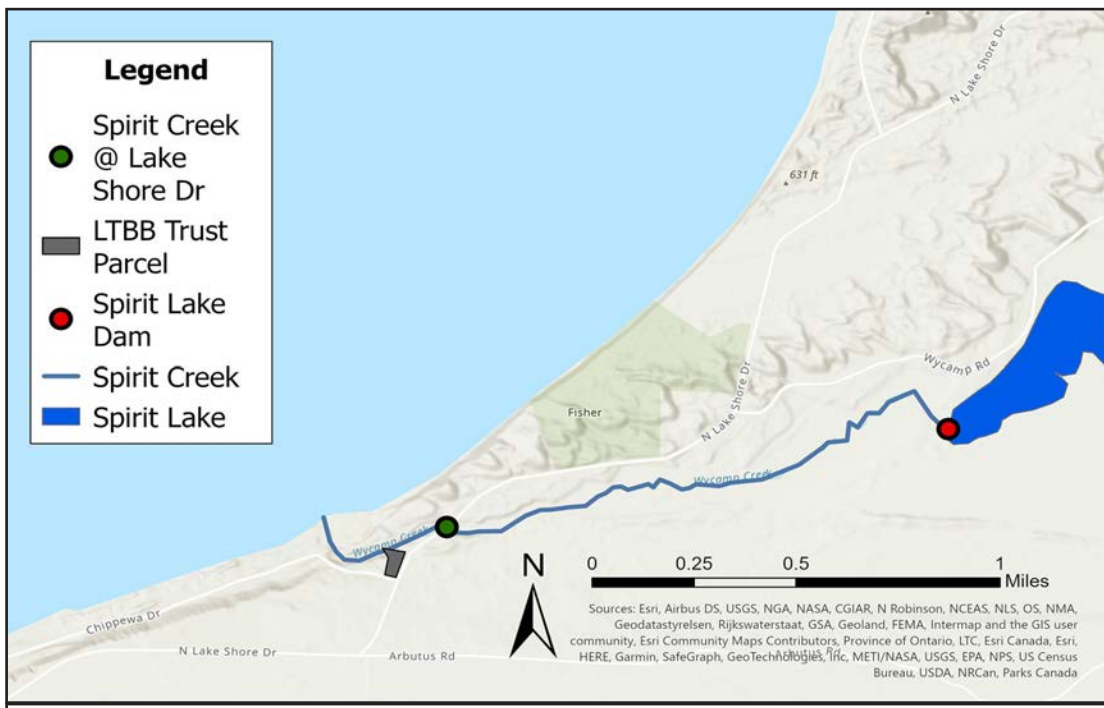 Legend
Spirit Creek
@ Lake
Shore Dr
LTBB Trust
Parcel
Spirit Lake
Dam
Spirit Creek
Spirit Lake
N Lake Shore Dr
631 ft
Wycamp Rd
N Lake Shore Dr
Fisher
Wycamp Creek
Wycamp Creek
Chippewa Dr
N Lake Shore Dr
Arbutus Rd
Arbutus Rd
N
0 0.25 0.5 1
Miles
Sources: Esri, Airbus DS, USGS, NGA, NASA, CGIAR, N Robinson, NCEAS, NLS, OS, NMA,
Geodatastyrelsen, Rijkswaterstaat, GSA, Geoland, FEMA, Intermap and the GIS user
community, Esri Community Maps Contributors, Province of Ontario, LTC, Esri Canada, Esri,
HERE, Garmin, SafeGraph, GeoTechnologies, Inc, METI/NASA, USGS, EPA, NPS, US Census
Bureau, USDA, NRCan, Parks Canada